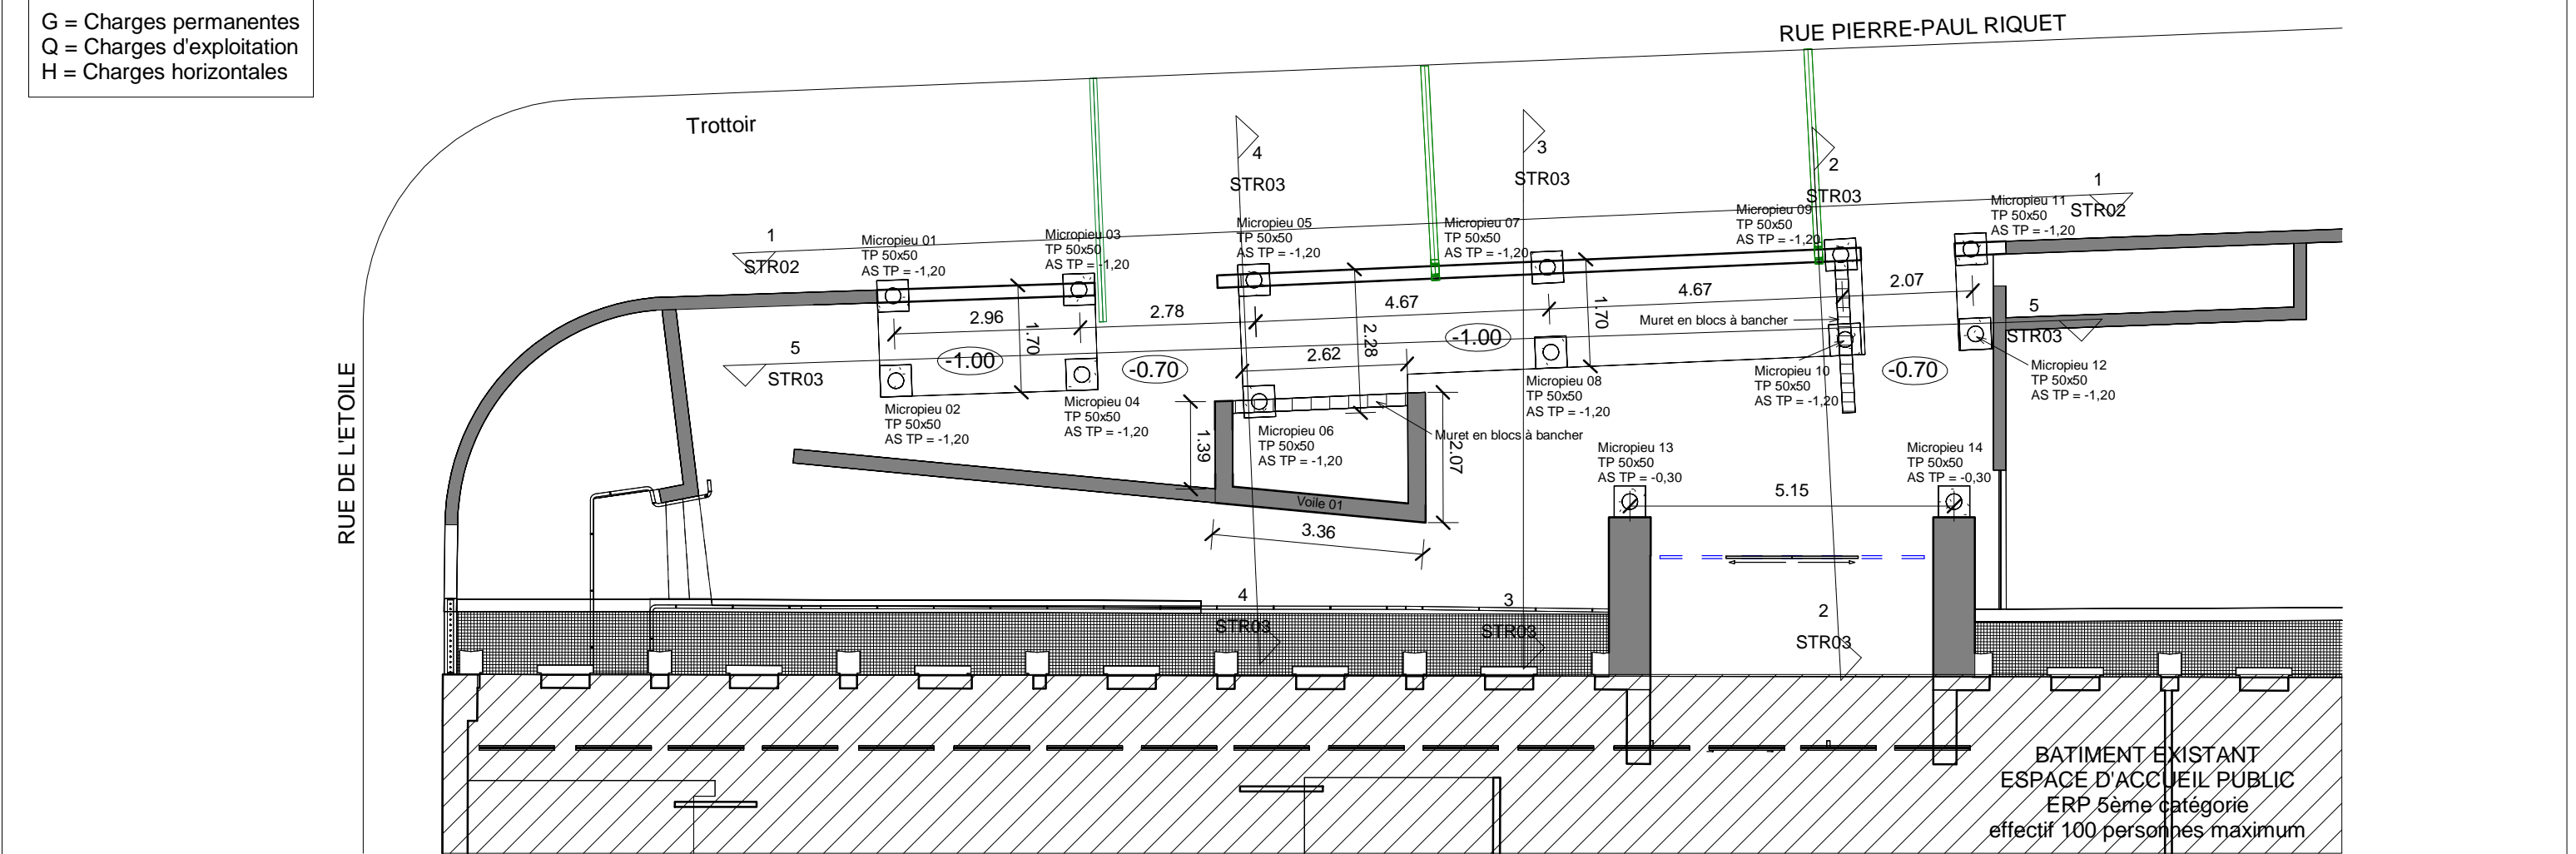 G = Charges permanentes
Q = Charges d'exploitation
H = Charges horizontales
RUE PIERRE-PAUL RIQUET
Trottoir
4
STR03
3
STR03
2
STR03
1
STR02
1
STR02
Micropieu 01
TP 50x50
AS TP = -1,20
Micropieu 03
TP 50x50
AS TP = -1,20
Micropieu 05
TP 50x50
AS TP = -1,20
Micropieu 07
TP 50x50
AS TP = -1,20
Micropieu 09
TP 50x50
AS TP = -1,20
Micropieu 11
TP 50x50
AS TP = -1,20
2.96
2.78
4.67
4.67
2.07
1.70
2.28
1.70
Muret en blocs à bancher
5
STR03
5
STR03
-1.00
-0.70
2.62
-1.00
-0.70
Micropieu 02
TP 50x50
AS TP = -1,20
Micropieu 04
TP 50x50
AS TP = -1,20
Micropieu 06
TP 50x50
AS TP = -1,20
Micropieu 08
TP 50x50
AS TP = -1,20
Micropieu 10
TP 50x50
AS TP = -1,20
Micropieu 12
TP 50x50
AS TP = -1,20
Muret en blocs à bancher
1.39
2.07
Voile 01
3.36
Micropieu 13
TP 50x50
AS TP = -0,30
Micropieu 14
TP 50x50
AS TP = -0,30
5.15
RUE DE L'ETOILE
4
STR03
3
STR03
2
STR03
BATIMENT EXISTANT
ESPACE D'ACCUEIL PUBLIC
ERP 5ème catégorie
effectif 100 personnes maximum